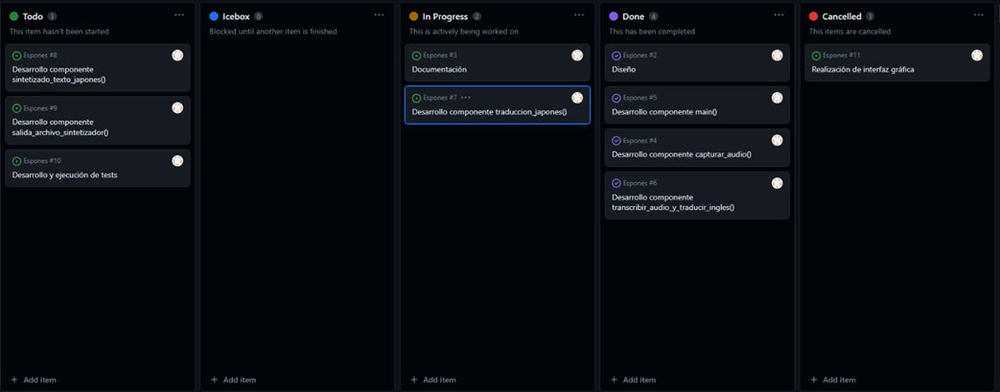 Todo 3
This item hasn't been started
Espones #8
Desarrollo componente
sintetizado_texto_japones()
Espones #9
Desarrollo componente
salida_archivo_sintetizador()
Espones #10
Desarrollo y ejecución de tests
+ Add item
Icebox 0
Blocked until another item is finished
+ Add item
In Progress 2
This is actively being worked on
Espones #3
Documentación
Espones #7
Desarrollo componente traduccion_japones()
+ Add item
Done 4
This has been completed
Espones #2
Diseño
Espones #5
Desarrollo componente main()
Espones #4
Desarrollo componente capturar_audio()
Espones #6
Desarrollo componente
transcribir_audio_y_traducir_ingles()
+ Add item
Cancelled 1
This items are cancelled
Espones #11
Realización de interfaz gráfica
+ Add item